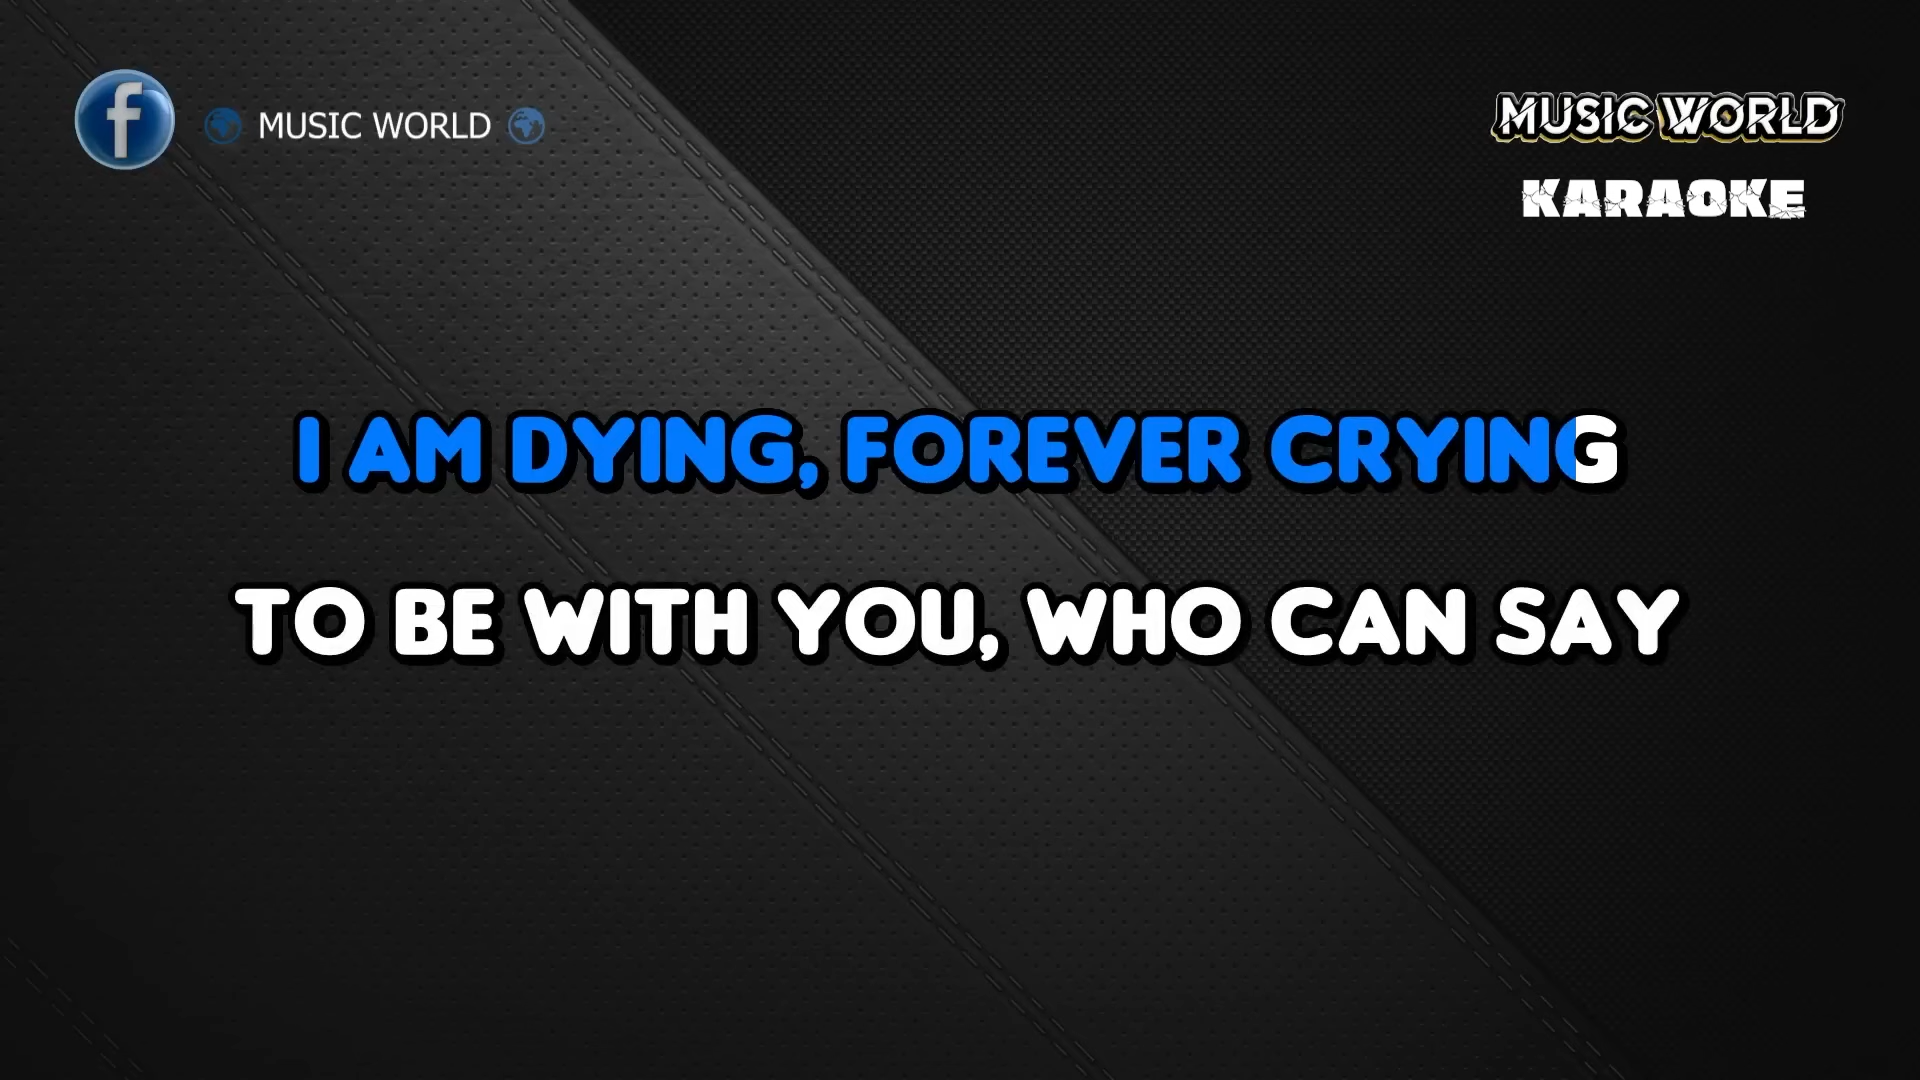 MUSIC WORLD
MUSIC WORLD
KARAOKE
I AM DYING, FOREVER CRYING
TO BE WITH YOU, WHO CAN SAY